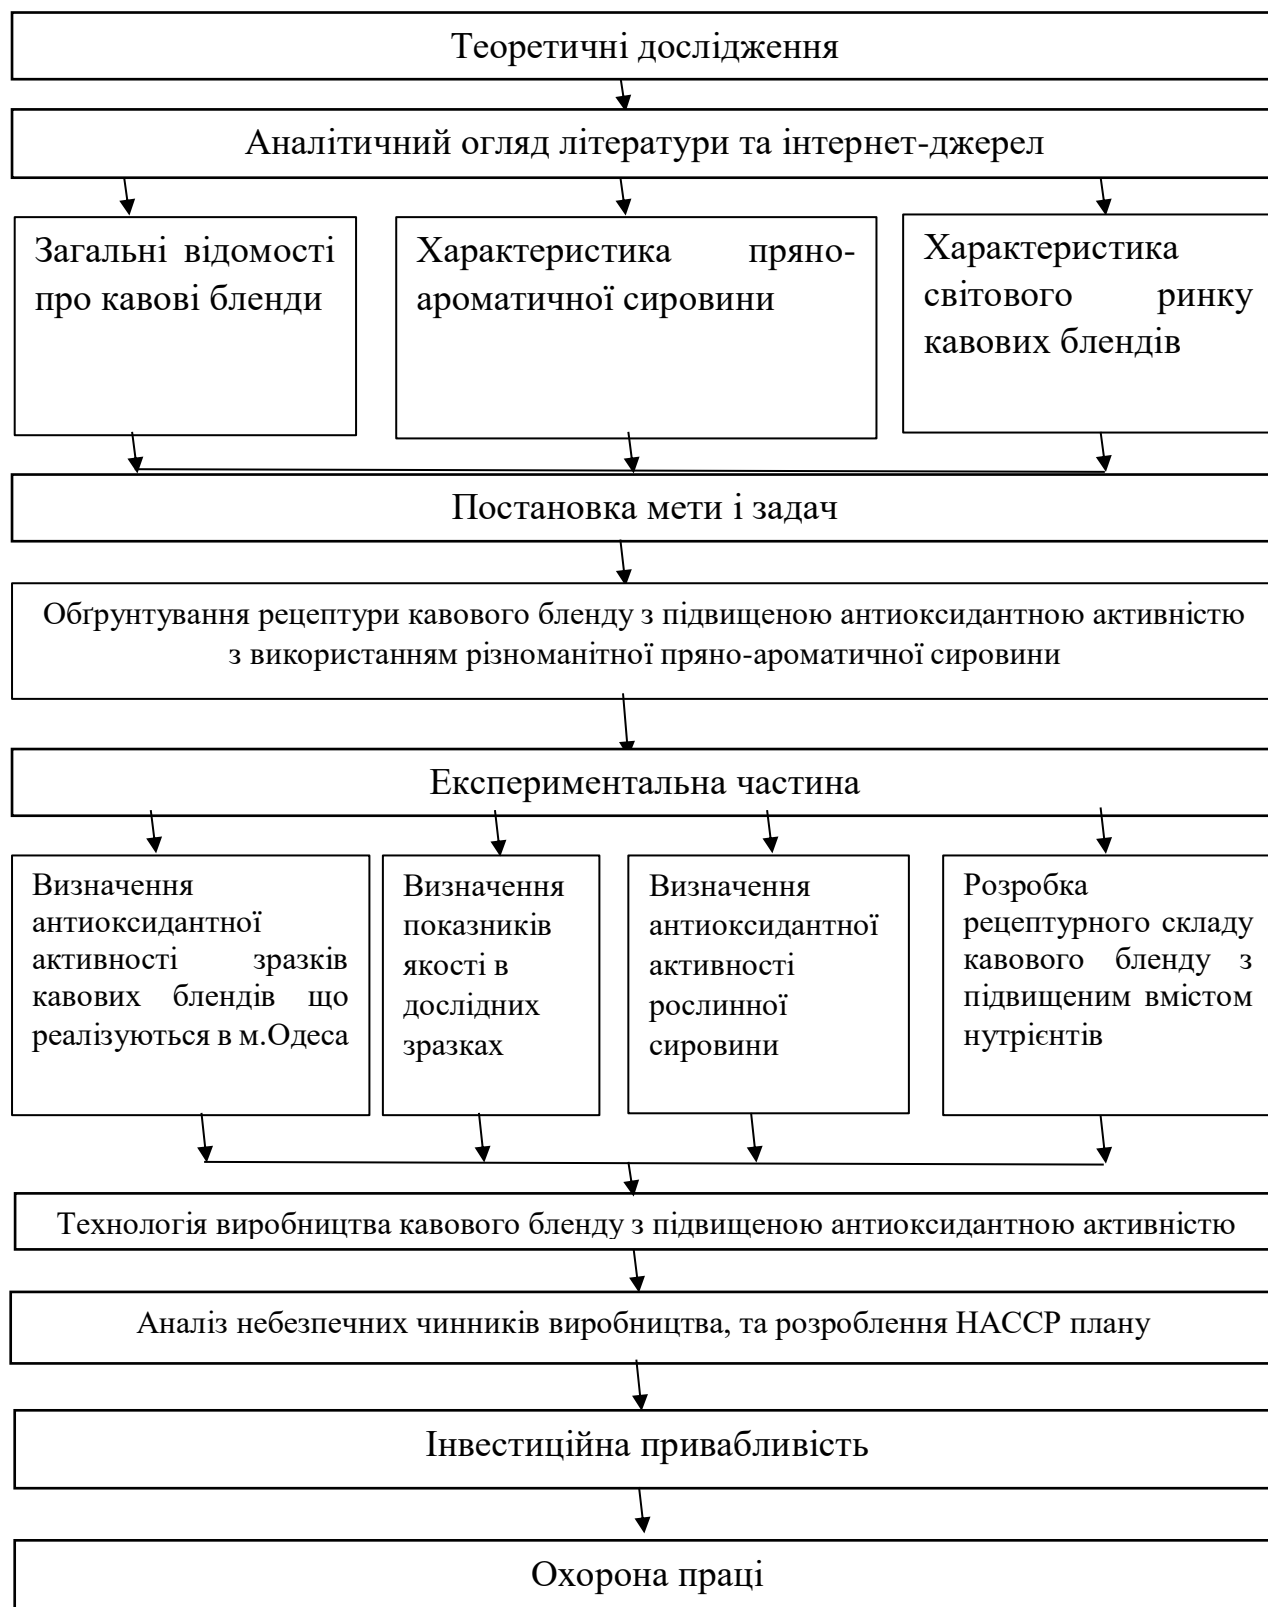 Теоретичні дослідження
Аналітичний огляд літератури та інтернет-джерел
Загальні відомості
про кавові бленди
Характеристика пряно-
ароматичної сировини
Характеристика
світового ринку
кавових блендів
Постановка мети і задач
Обґрунтування рецептури кавового бленду з підвищеною антиоксидантною активністю
з використанням різноманітної пряно-ароматичної сировини
Експериментальна частина
Визначення
антиоксидантної
активності зразків
кавових блендів що
реалізуються в м.Одеса
Визначення
показників
якості в
дослідних
зразках
Визначення
антиоксидантної
активності
рослинної
сировини
Розробка
рецептурного складу
кавового бленду з
підвищеним вмістом
нутрієнтів
Технологія виробництва кавового бленду з підвищеною антиоксидантною активністю
Аналіз небезпечних чинників виробництва, та розроблення НАССР плану
Інвестиційна привабливість
Охорона праці